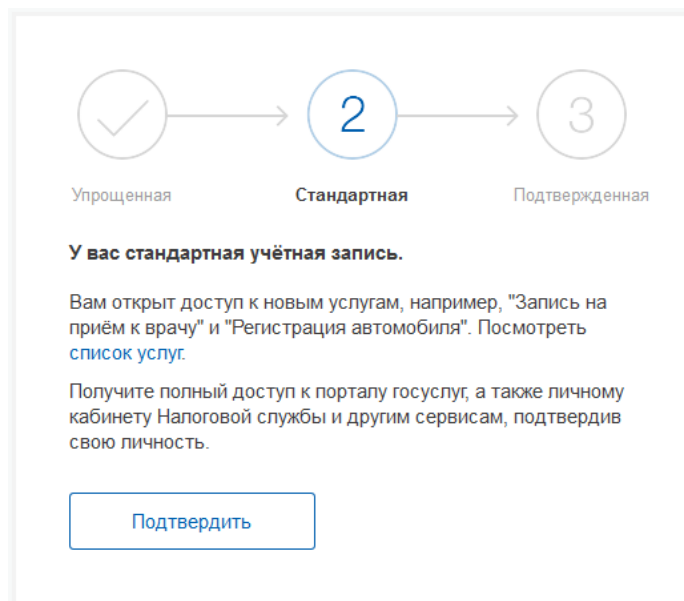 2
3
Упрощенная
Стандартная
Подтвержденная
У вас стандартная учётная запись.
Вам открыт доступ к новым услугам, например, "Запись на
приём к врачу" и "Регистрация автомобиля". Посмотреть
список услуг.
Получите полный доступ к порталу госуслуг, а также личному
кабинету Налоговой службы и другим сервисам, подтвердив
свою личность.
Подтвердить